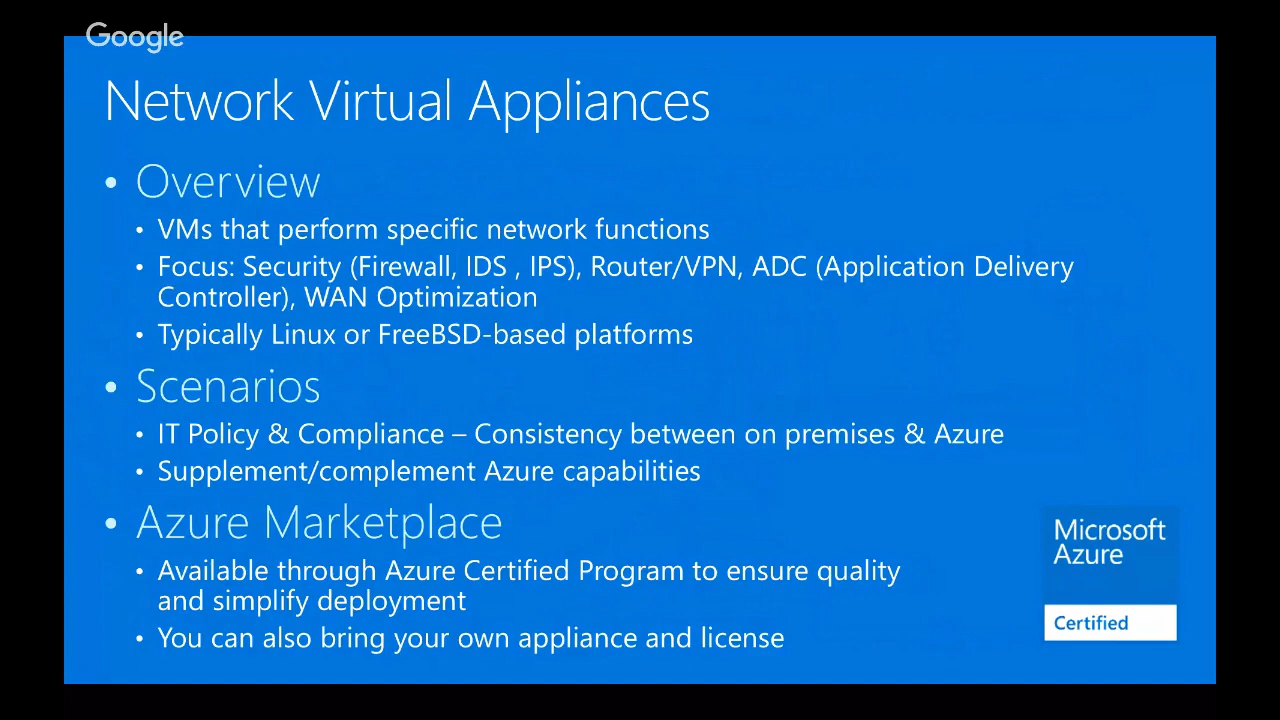 Google
Network Virtual Appliances
• Overview
• VMs that perform specific network functions
• Focus: Security (Firewall, IDS , IPS), Router/VPN, ADC (Application Delivery
Controller), WAN Optimization
• Typically Linux or FreeBSD-based platforms
• Scenarios
• IT Policy & Compliance – Consistency between on premises & Azure
• Supplement/complement Azure capabilities
• Azure Marketplace
• Available through Azure Certified Program to ensure quality
and simplify deployment
• You can also bring your own appliance and license
Microsoft
Azure
Certified